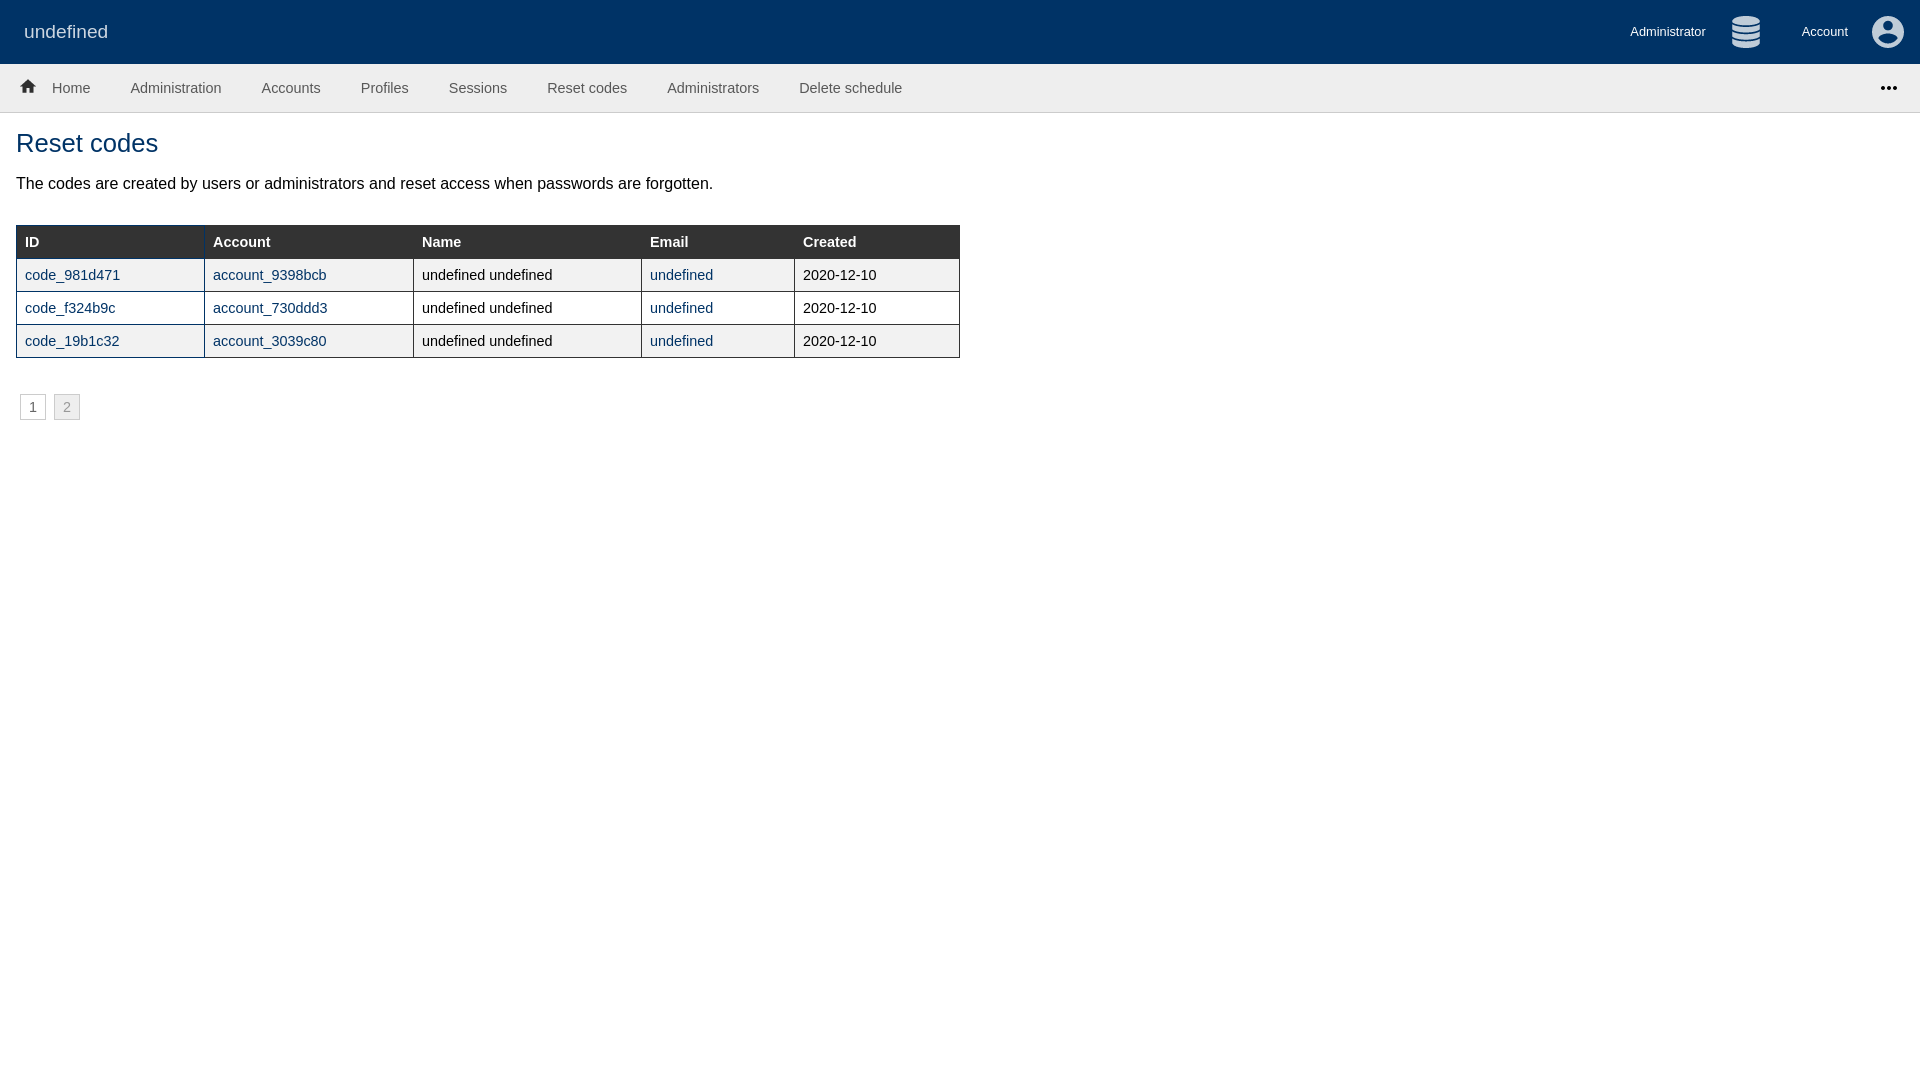 undefined
Administrator
Account
Home Administration Accounts Profiles Sessions Reset codes Administrators Delete schedule
Reset codes
The codes are created by users or administrators and reset access when passwords are forgotten.
ID Account Name Email Created
code_981d471 account_9398bcb undefined undefined undefined 2020-12-10
code_f324b9c account_730ddd3 undefined undefined undefined 2020-12-10
code_19b1c32 account_3039c80 undefined undefined undefined 2020-12-10
1 2